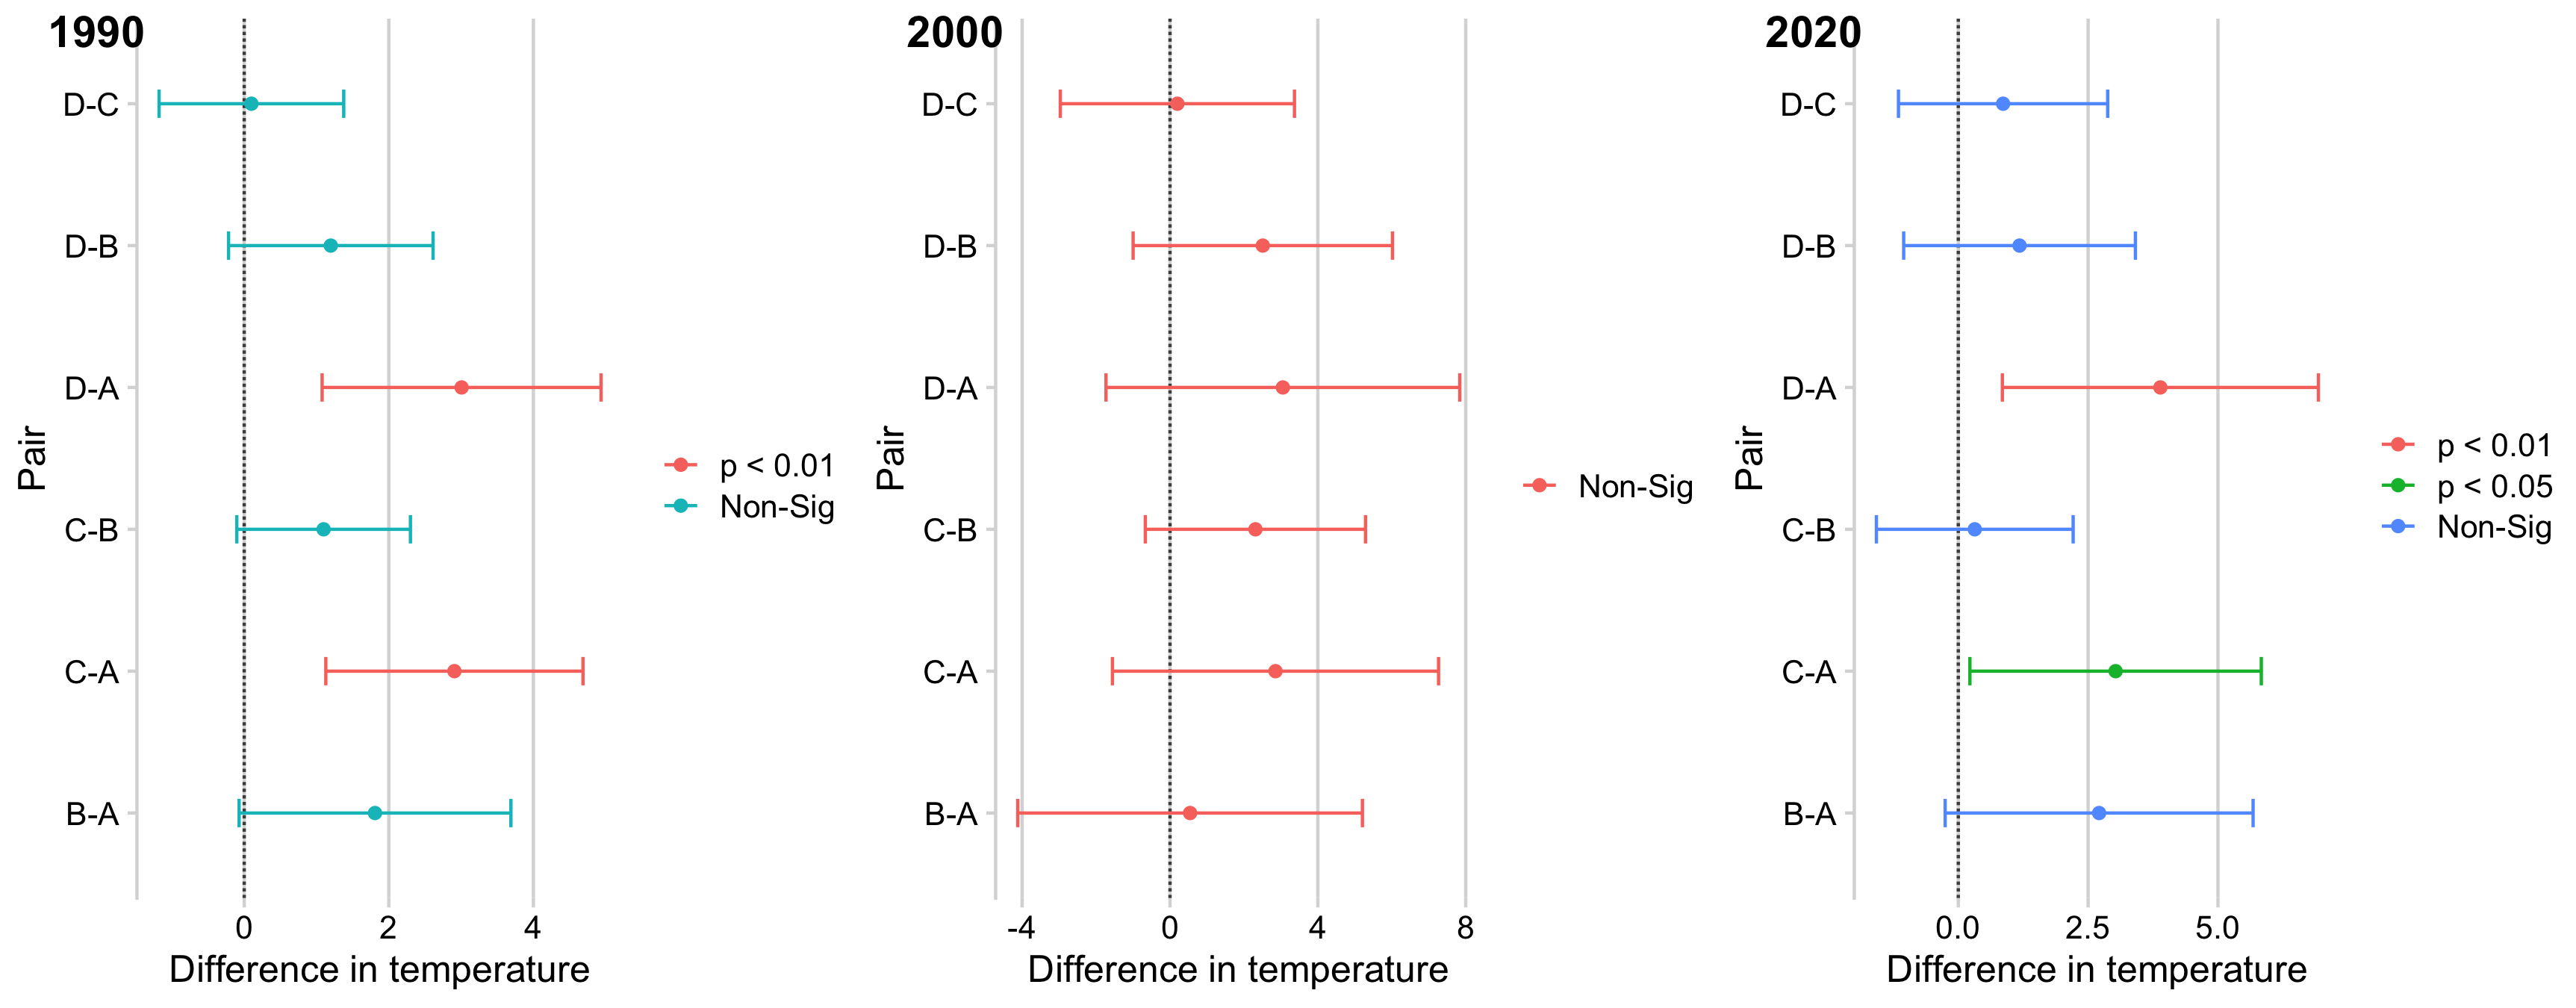 1990
D-C
D-B
D-A
C-B
C-A
B-A
Pair
0 2 4
Difference in temperature
p < 0.01
Non-Sig
2000
D-C
D-B
D-A
C-B
C-A
B-A
Pair
-4 0 4 8
Difference in temperature
Non-Sig
2020
D-C
D-B
D-A
C-B
C-A
B-A
Pair
0.0 2.5 5.0
Difference in temperature
p < 0.01
p < 0.05
Non-Sig